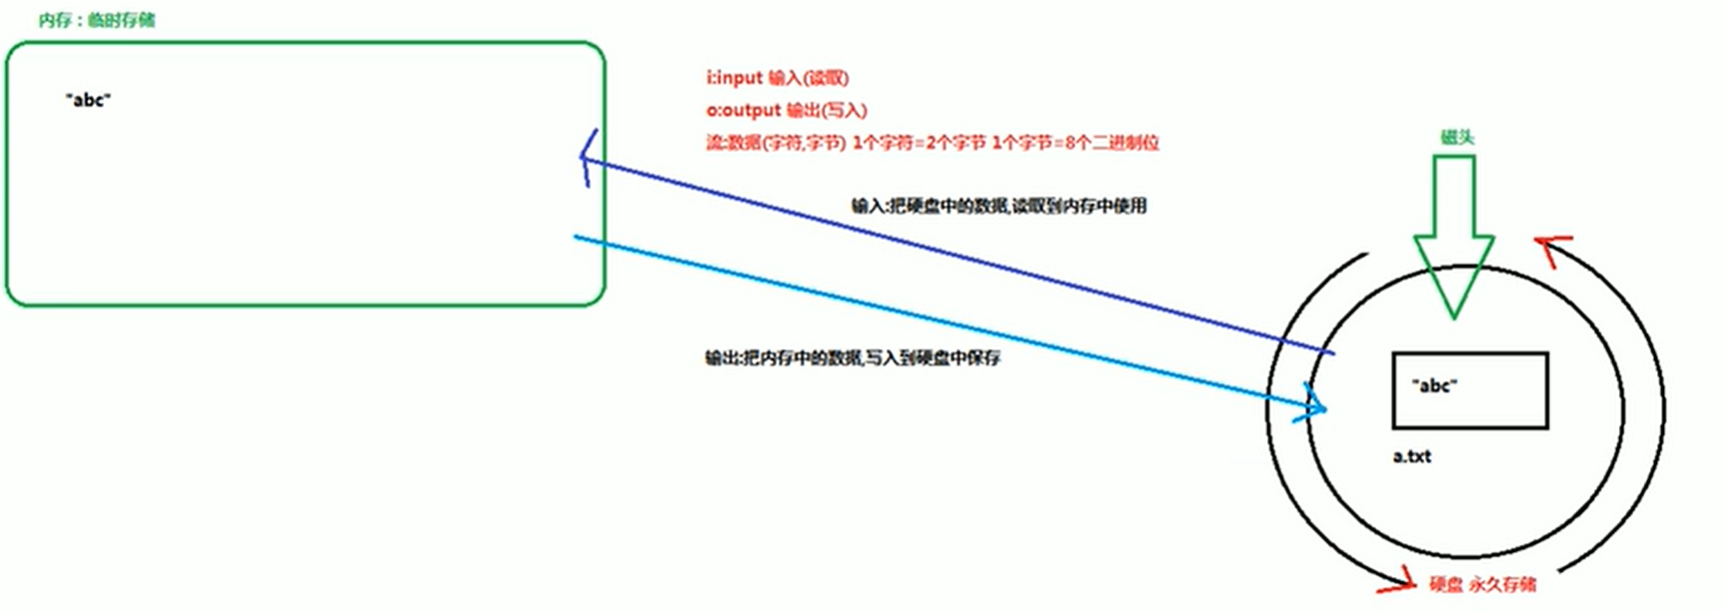 内存：临时存储
"abc"
i:input 输入(读取)
o:output 输出(写入)
流:数据(字符,字节) 1个字符=2个字节 1个字节=8个二进制位
磁头
输入:把硬盘中的数据,读取到内存中使用
输出:把内存中的数据,写入到硬盘中保存
"abc"
a.txt
硬盘 永久存储